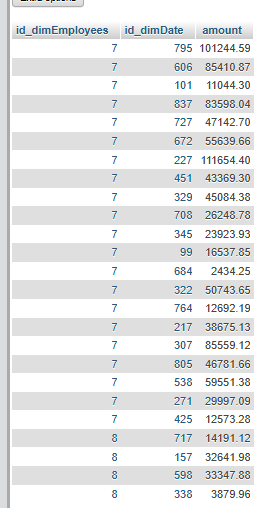 Extra options
id_dimEmployees id_dimDate amount
7 795 101244.59
7 606 85410.87
7 101 11044.30
7 837 83598.04
7 727 47142.70
7 672 55639.66
7 227 111654.40
7 451 43369.30
7 329 45084.38
7 708 26248.78
7 345 23923.93
7 99 16537.85
7 684 2434.25
7 322 50743.65
7 764 12692.19
7 217 38675.13
7 307 85559.12
7 805 46781.66
7 538 59551.38
7 271 29997.09
7 425 12573.28
8 717 14191.12
8 157 32641.98
8 598 33347.88
8 338 3879.96